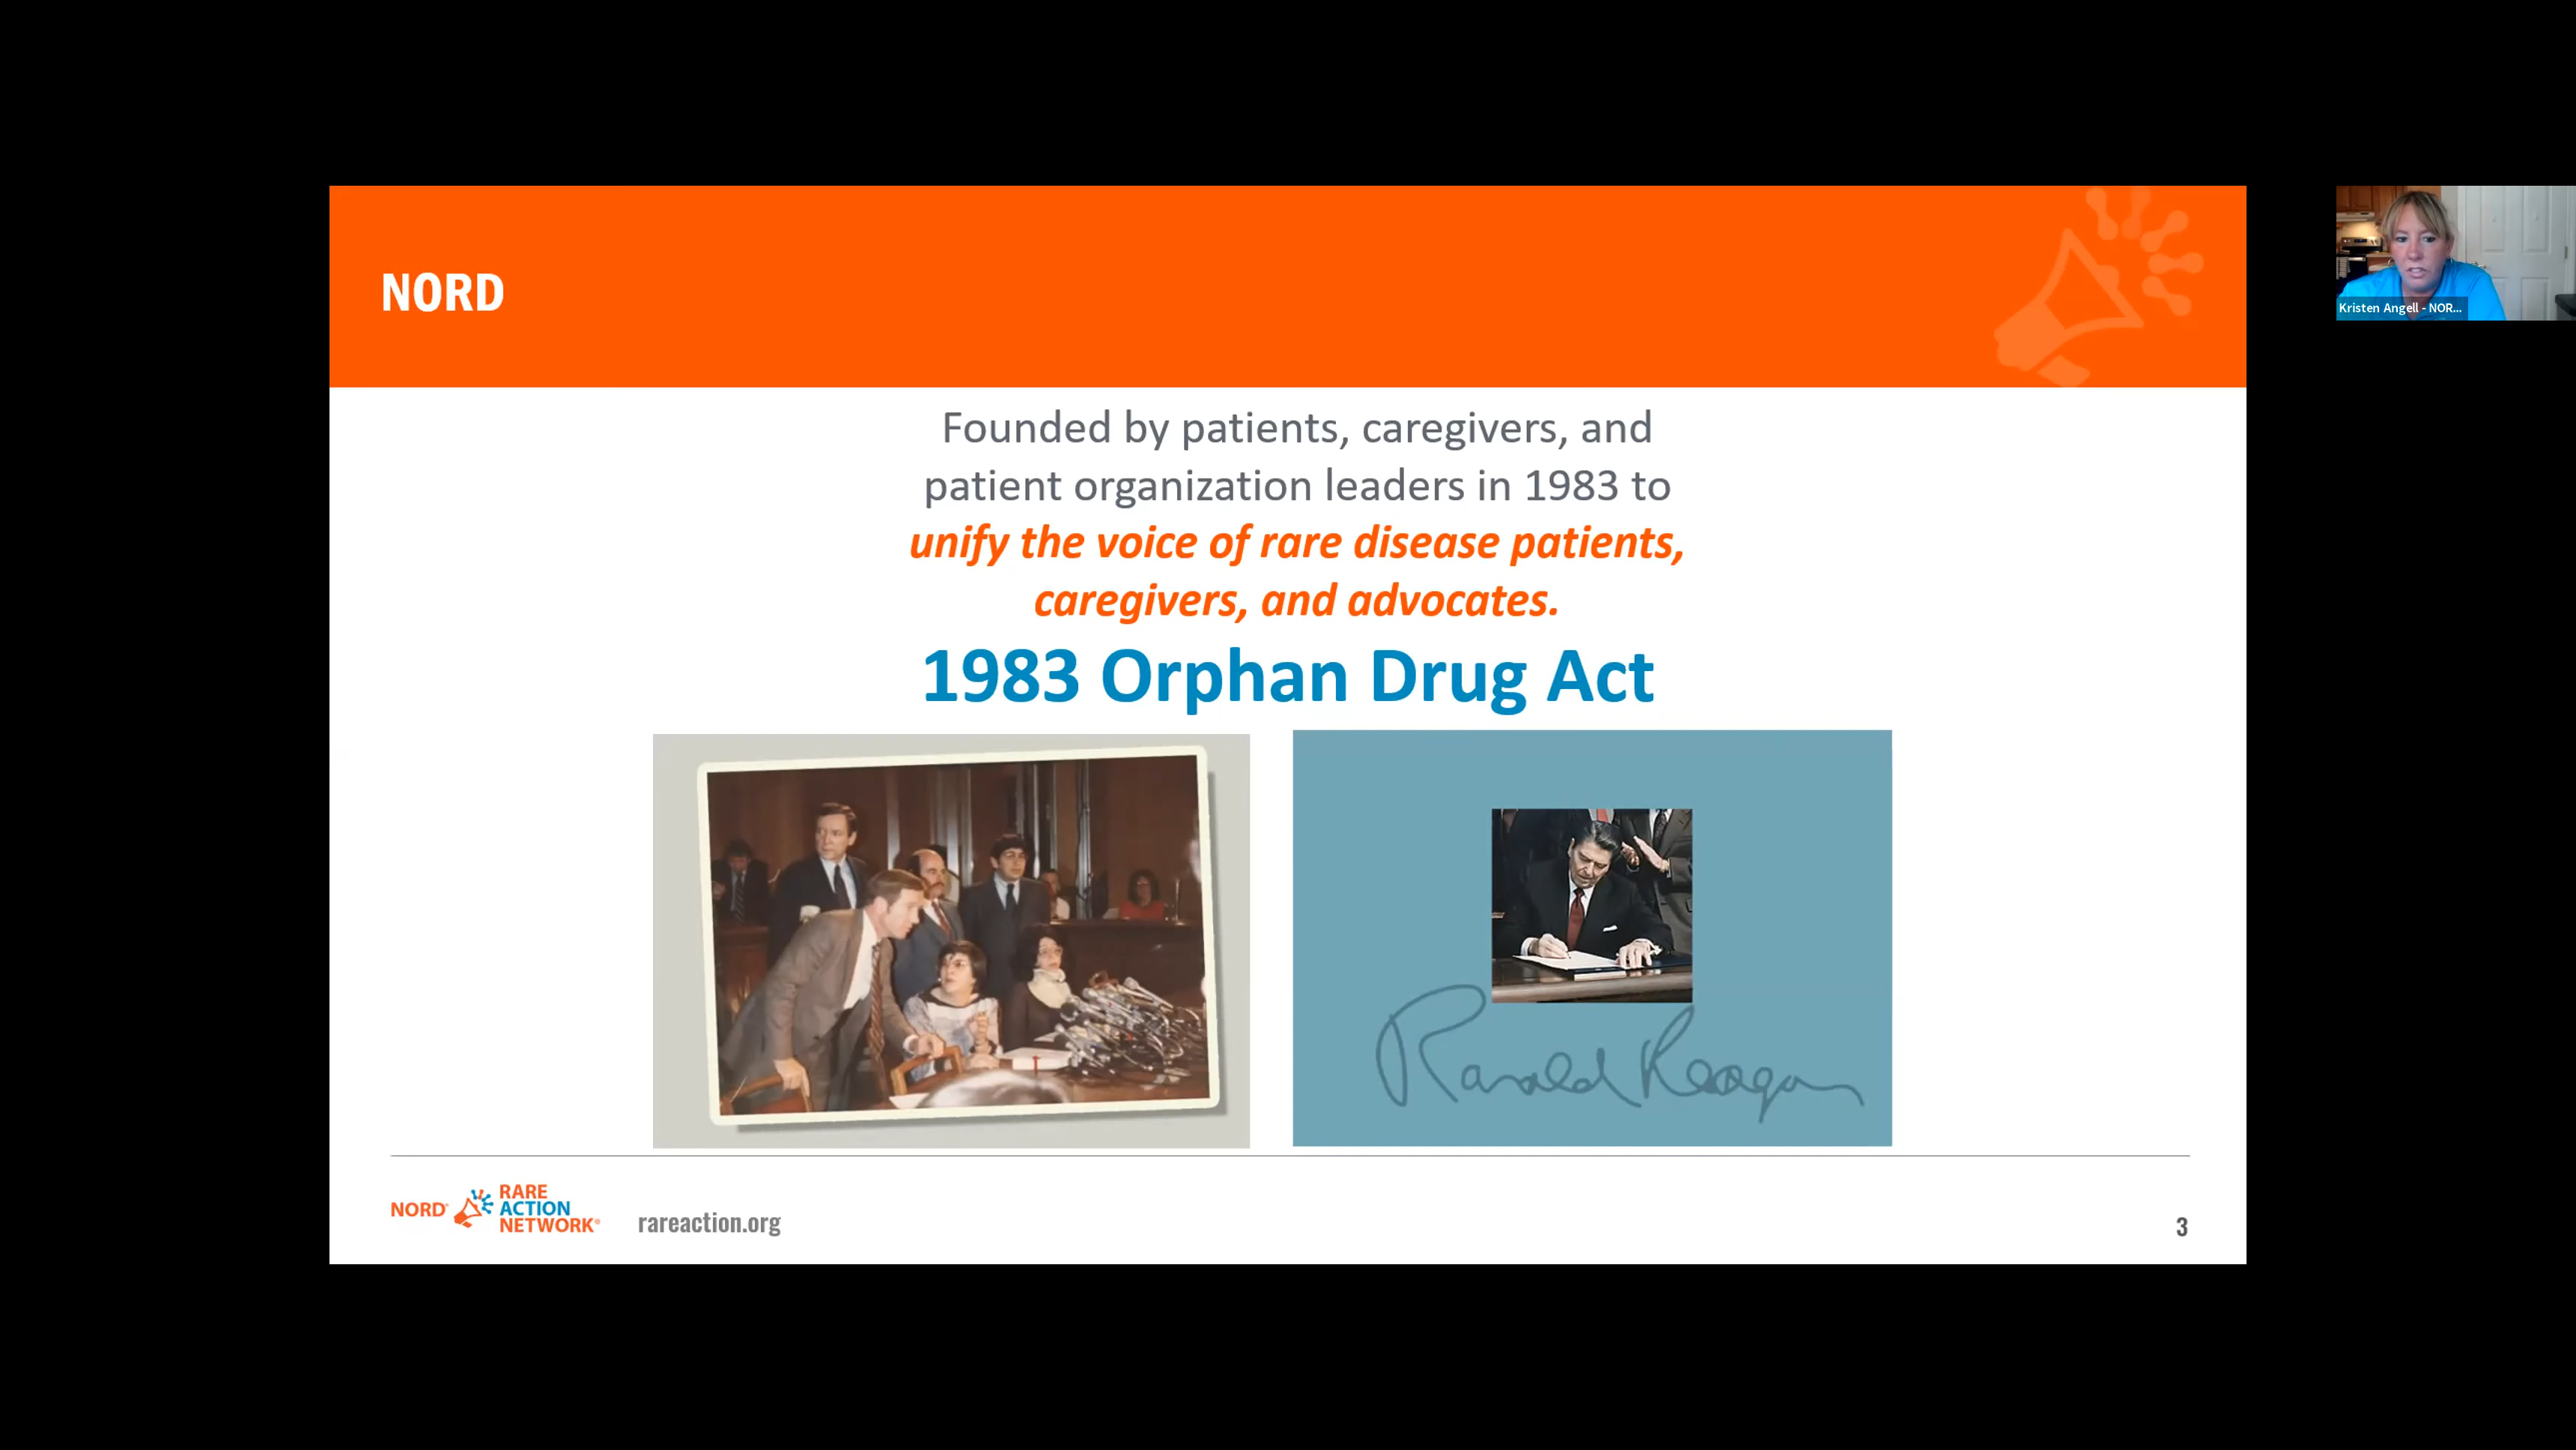 NORD
Kristen Angell - NOR...
Founded by patients, caregivers, and
patient organization leaders in 1983 to
unify the voice of rare disease patients,
caregivers, and advocates.
1983 Orphan Drug Act
Ronald Reagan
NORD®
RARE
ACTION
NETWORK®
rareaction.org
3